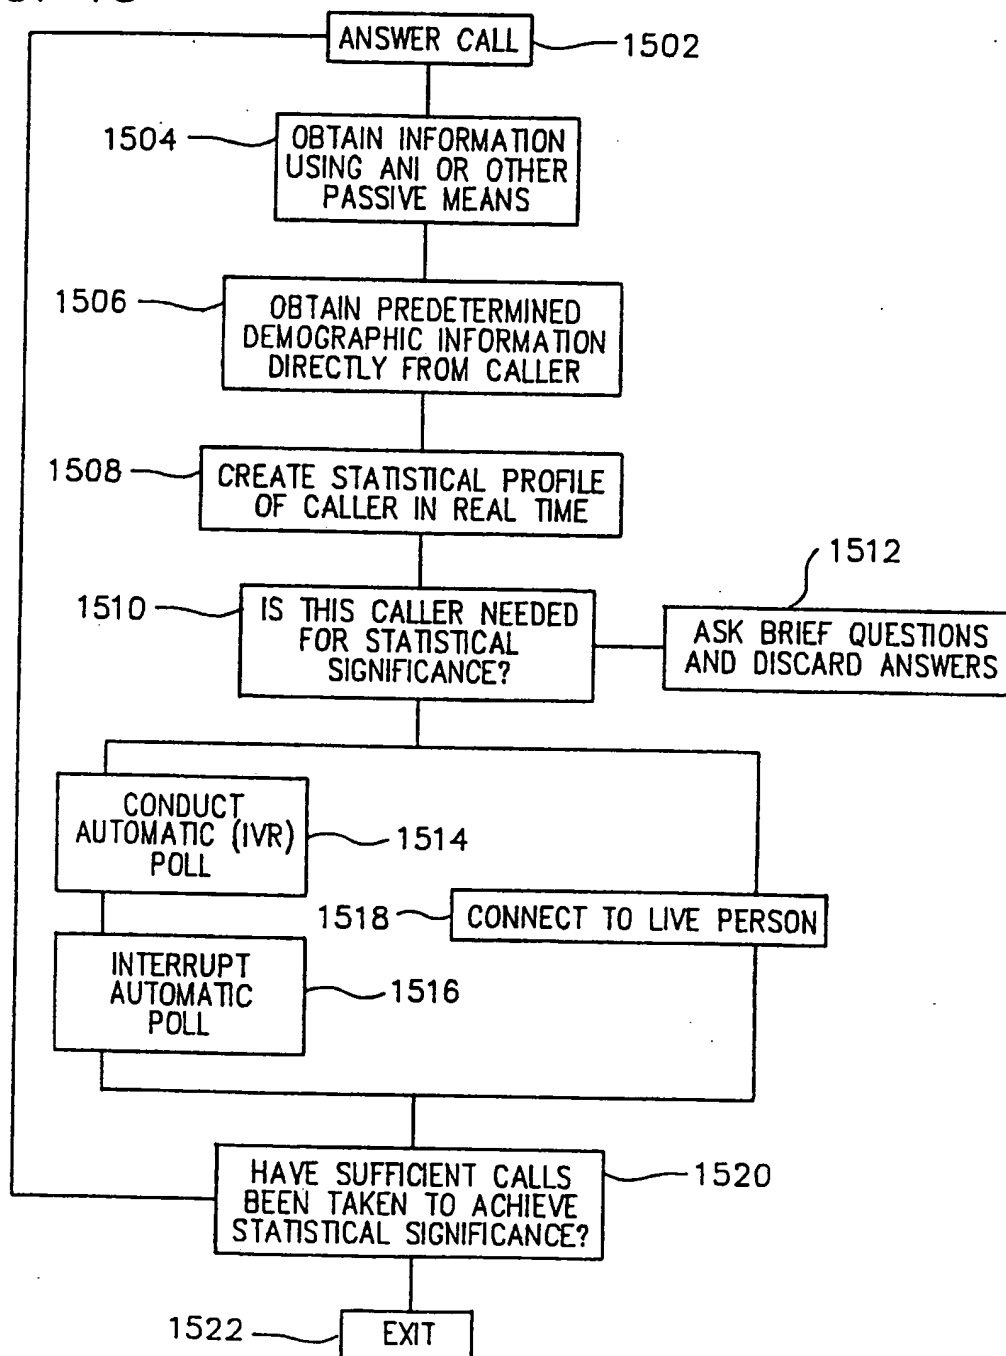 ANSWER CALL
1502
1504
OBTAIN INFORMATION
USING ANI OR OTHER
PASSIVE MEANS
1506
OBTAIN PREDETERMINED
DEMOGRAPHIC INFORMATION
DIRECTLY FROM CALLER
1508
CREATE STATISTICAL PROFILE
OF CALLER IN REAL TIME
1510
IS THIS CALLER NEEDED
FOR STATISTICAL
SIGNIFICANCE?
1512
ASK BRIEF QUESTIONS
AND DISCARD ANSWERS
CONDUCT
AUTOMATIC (IVR)
POLL
1514
1518
CONNECT TO LIVE PERSON
INTERRUPT
AUTOMATIC
POLL
1516
HAVE SUFFICIENT CALLS
BEEN TAKEN TO ACHIEVE
STATISTICAL SIGNIFICANCE?
1520
1522
EXIT